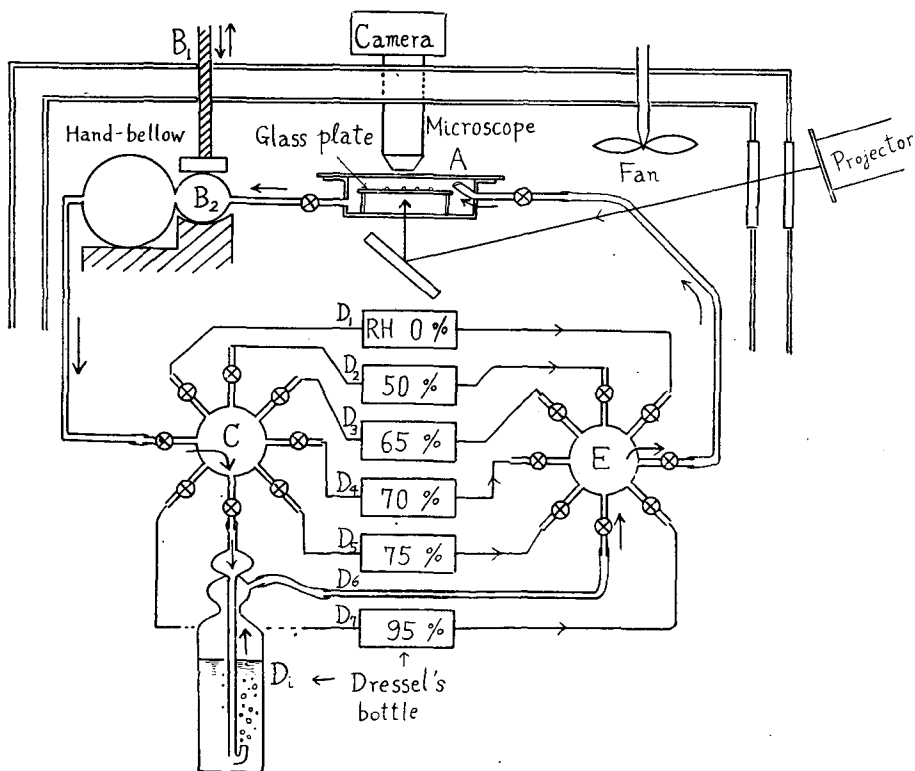 B₁
Camera
Hand-bellow
Glass plate
Microscope
A
Fan
Projector
B₂
D₁
RH 0 %
D₂
50 %
D₃
65 %
C
E
D₄
70 %
D₅
75 %
D₆
D₇
95 %
Dᵢ
Dressel's
bottle